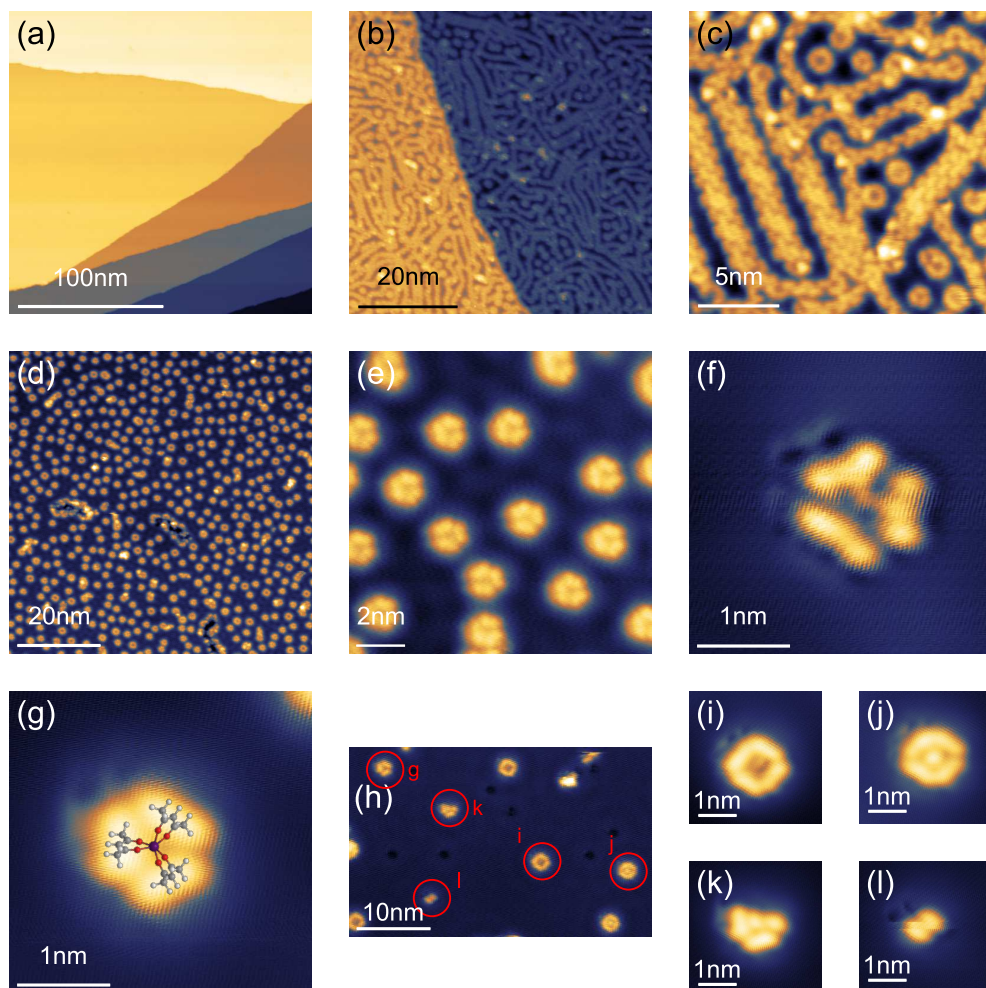 (a)
100nm
(b)
20nm
(c)
5nm
(d)
20nm
(e)
2nm
(f)
1nm
(g)
1nm
(h)
g
k
i
j
l
10nm
(i)
1nm
(j)
1nm
(k)
1nm
(l)
1nm